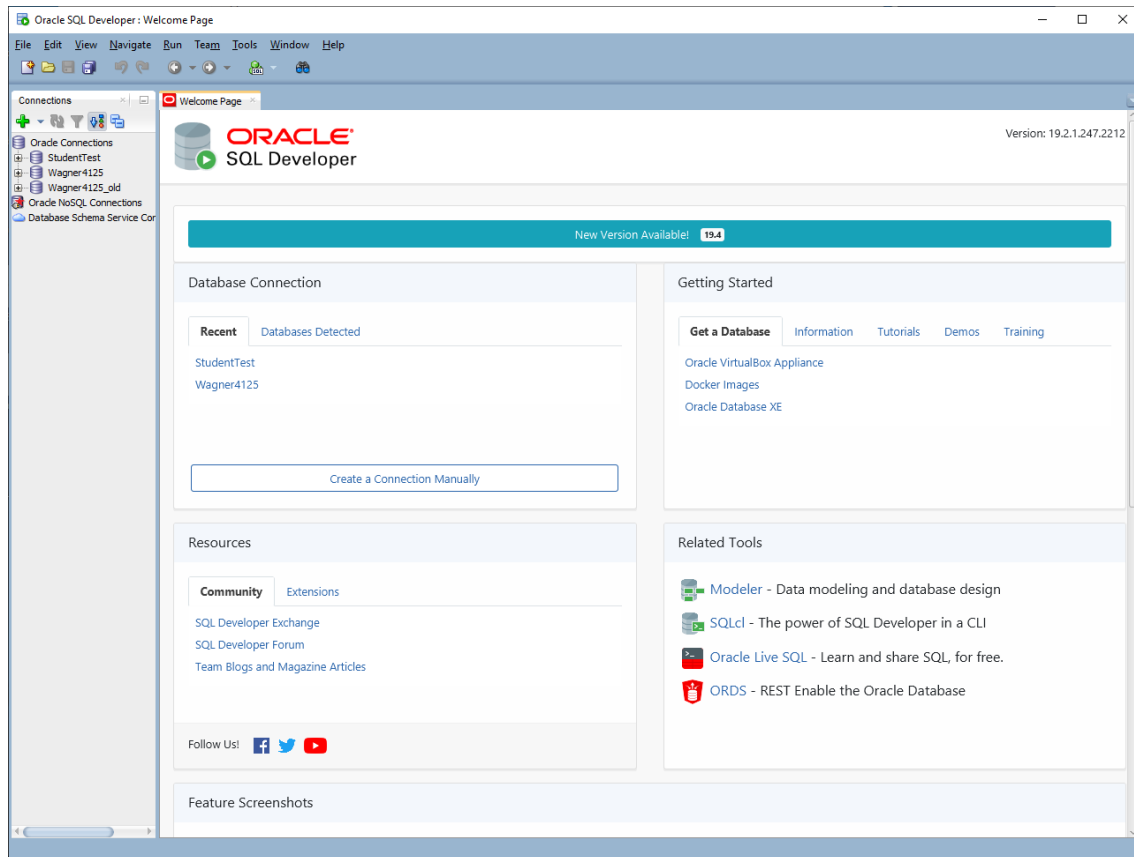 Oracle SQL Developer : Welcome Page
File Edit View Navigate Run Team Tools Window Help
Connections
Welcome Page
Oracle Connections
StudentTest
Wagner4125
Wagner4125_old
Oracle NoSQL Connections
Database Schema Service Cor
ORACLE
SQL Developer
Version: 19.2.1.247.2212
New Version Available! 19.4
Database Connection
Recent Databases Detected
StudentTest
Wagner4125
Create a Connection Manually
Getting Started
Get a Database Information Tutorials Demos Training
Oracle VirtualBox Appliance
Docker Images
Oracle Database XE
Resources
Community Extensions
SQL Developer Exchange
SQL Developer Forum
Team Blogs and Magazine Articles
Follow Us!
Related Tools
Modeler - Data modeling and database design
SQLcl - The power of SQL Developer in a CLI
Oracle Live SQL - Learn and share SQL, for free.
ORDS - REST Enable the Oracle Database
Feature Screenshots